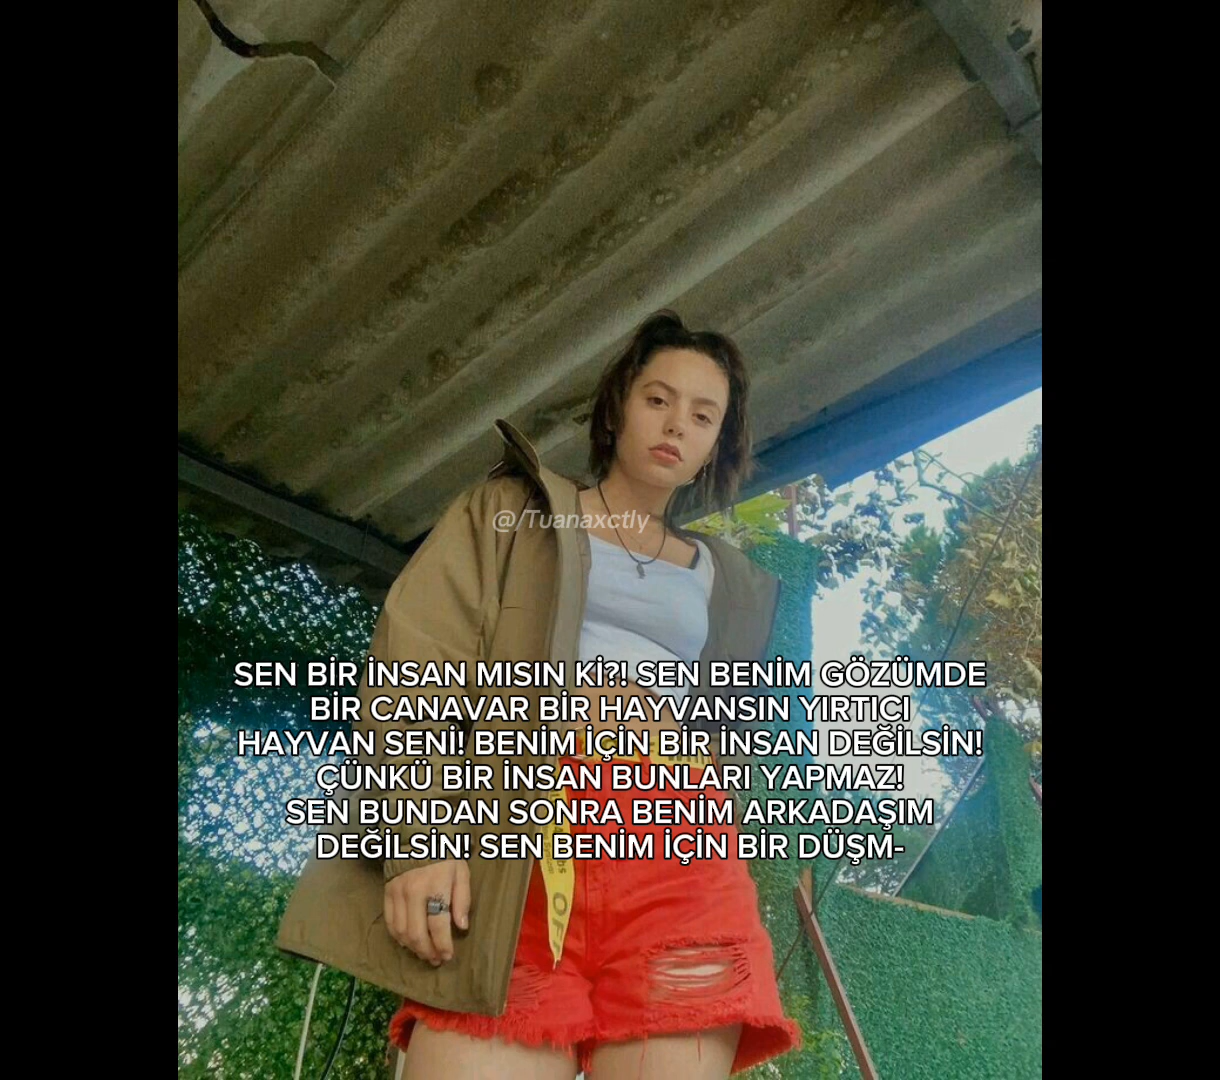 @/Tuanaxctly
SEN BİR İNSAN MISIN Kİ?! SEN BENİM GÖZÜMDE
BİR CANAVAR BİR HAYVANSIN YIRTICI
HAYVAN SENİ! BENİM İÇİN BİR İNSAN DEĞİLSİN!
ÇÜNKÜ BİR İNSAN BUNLARI YAPMAZ!
SEN BUNDAN SONRA BENİM ARKADAŞIM
DEĞİLSİN! SEN BENİM İÇİN BİR DÜŞM-